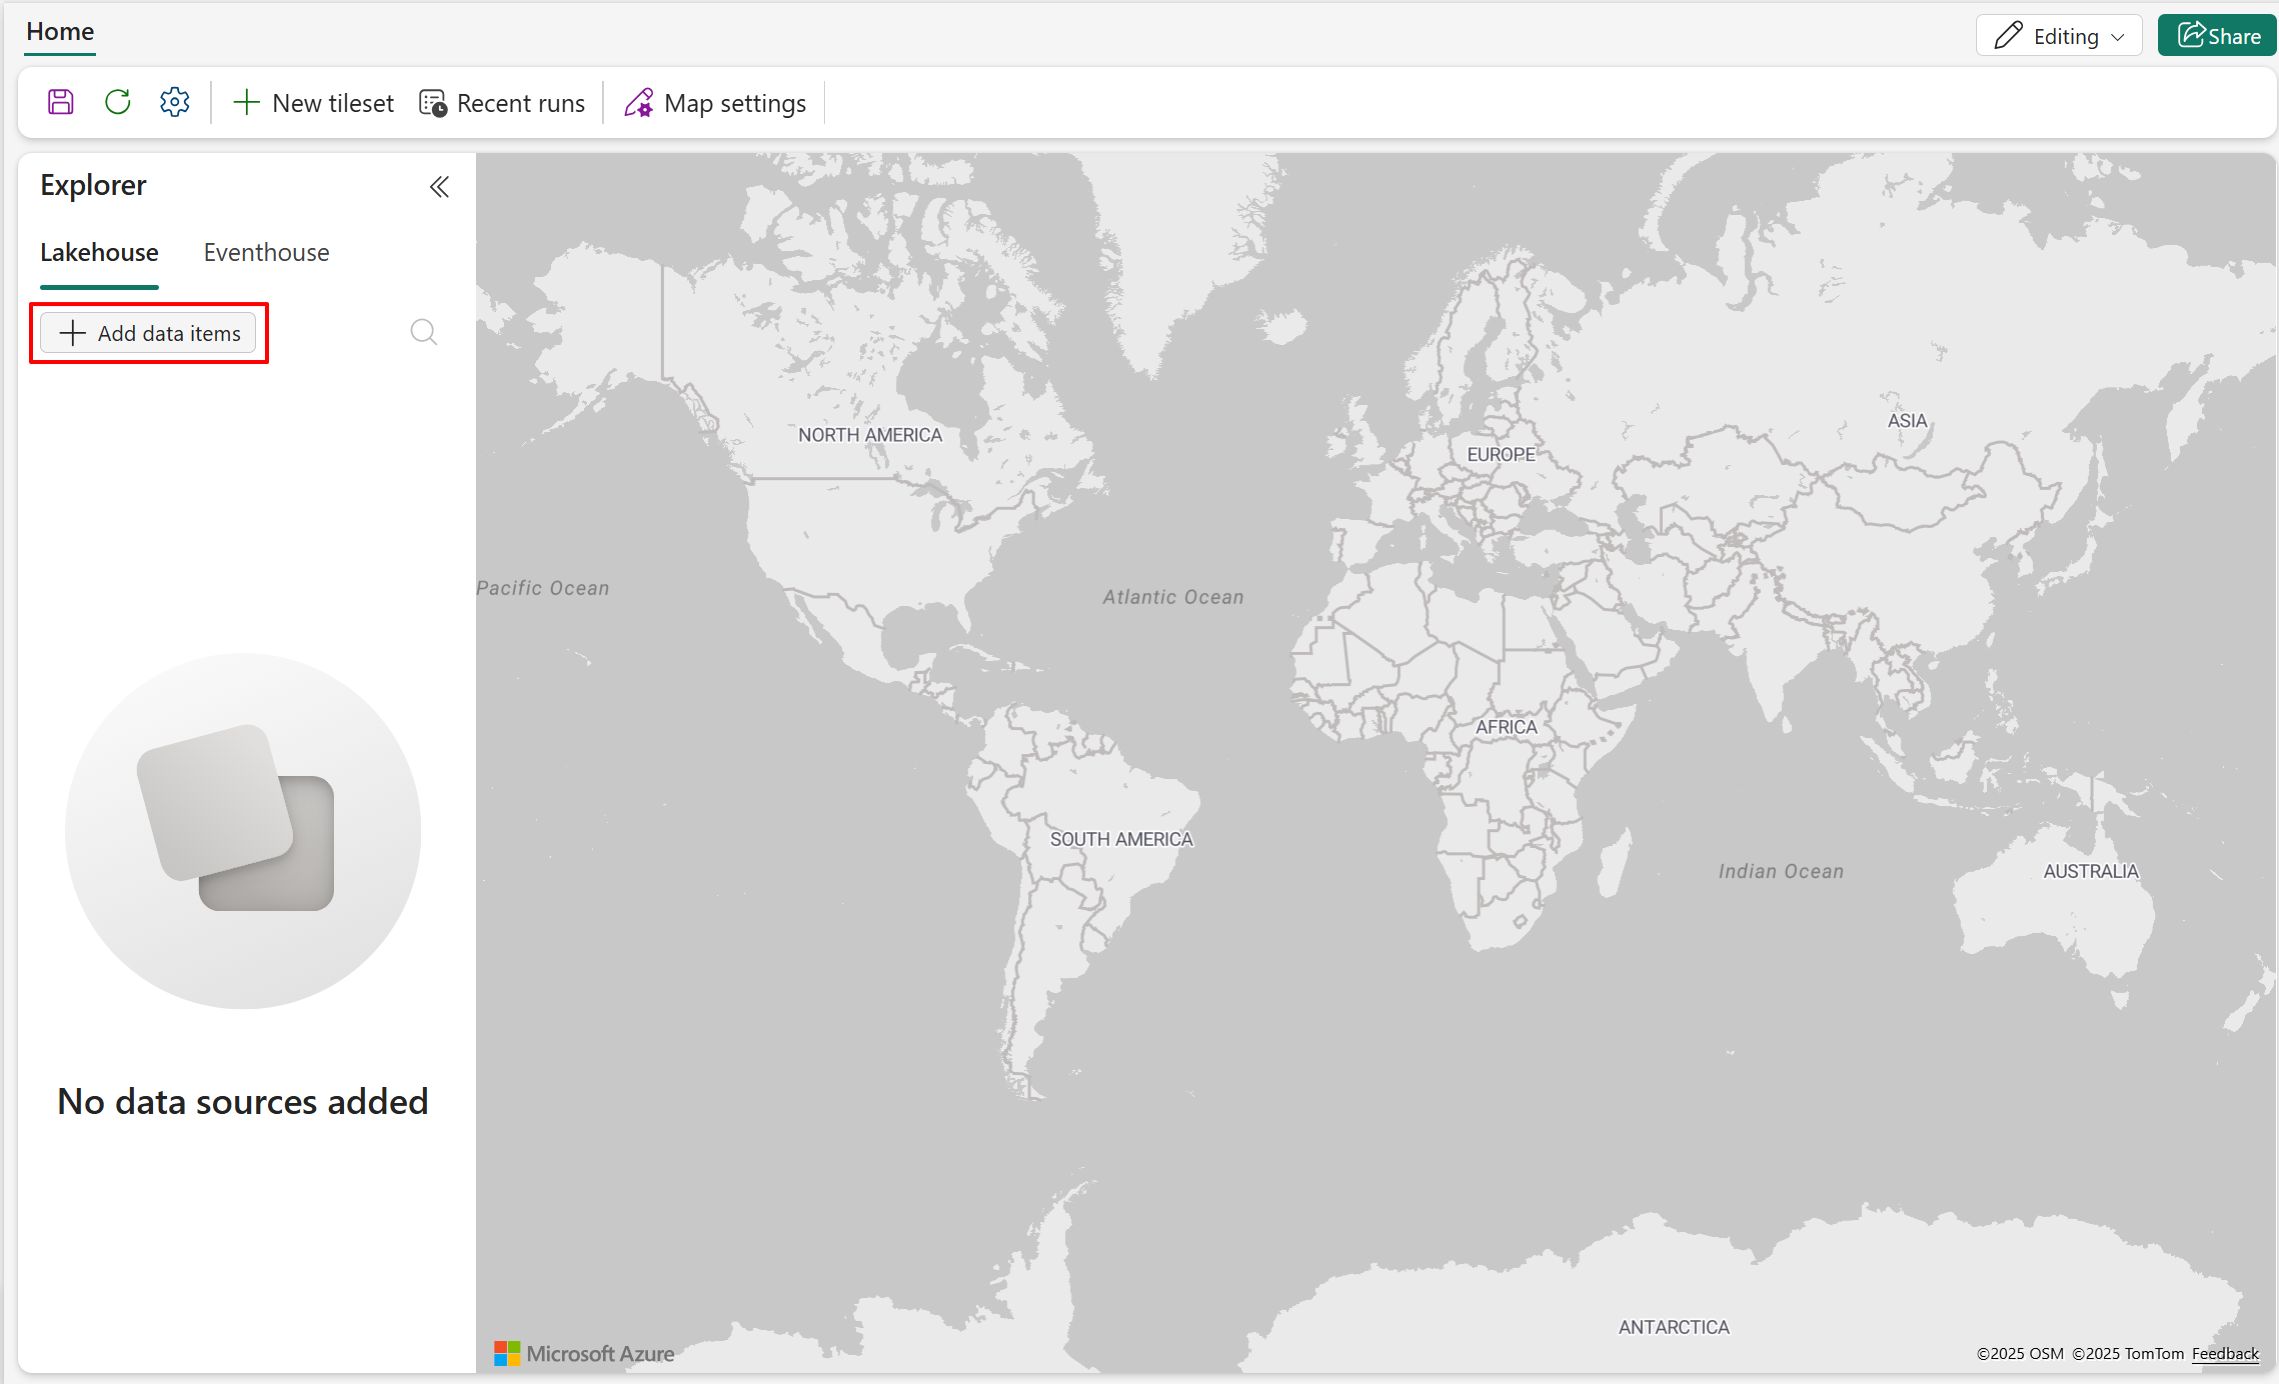 Home
Editing
Share
New tileset
Recent runs
Map settings
Explorer
Lakehouse
Eventhouse
Add data items
No data sources added
NORTH AMERICA
EUROPE
ASIA
Pacific Ocean
Atlantic Ocean
AFRICA
SOUTH AMERICA
Indian Ocean
AUSTRALIA
ANTARCTICA
Microsoft Azure
©2025 OSM ©2025 TomTom Feedback